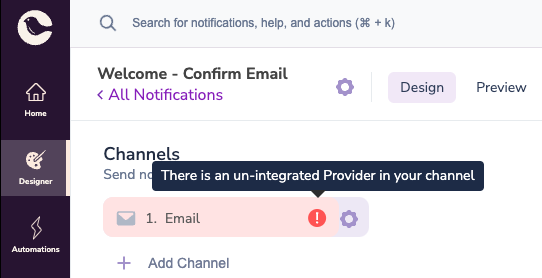 Search for notifications, help, and actions (⌘ + k)
Welcome - Confirm Email
< All Notifications
Design
Preview
Home
Channels
Send no
There is an un-integrated Provider in your channel
Designer
1. Email
!
Automations
+ Add Channel